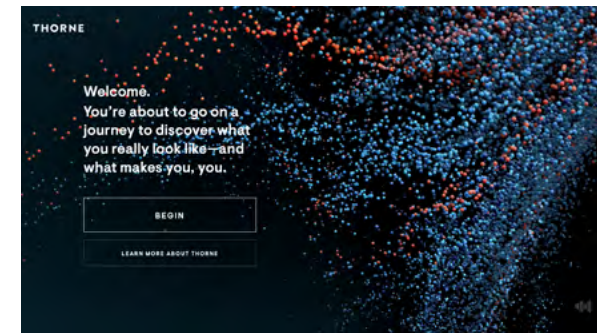 THORNE
Welcome.
You're about to go on a
journey to discover what
you really look like—and
what makes you, you.
BEGIN
LEARN MORE ABOUT THORNE